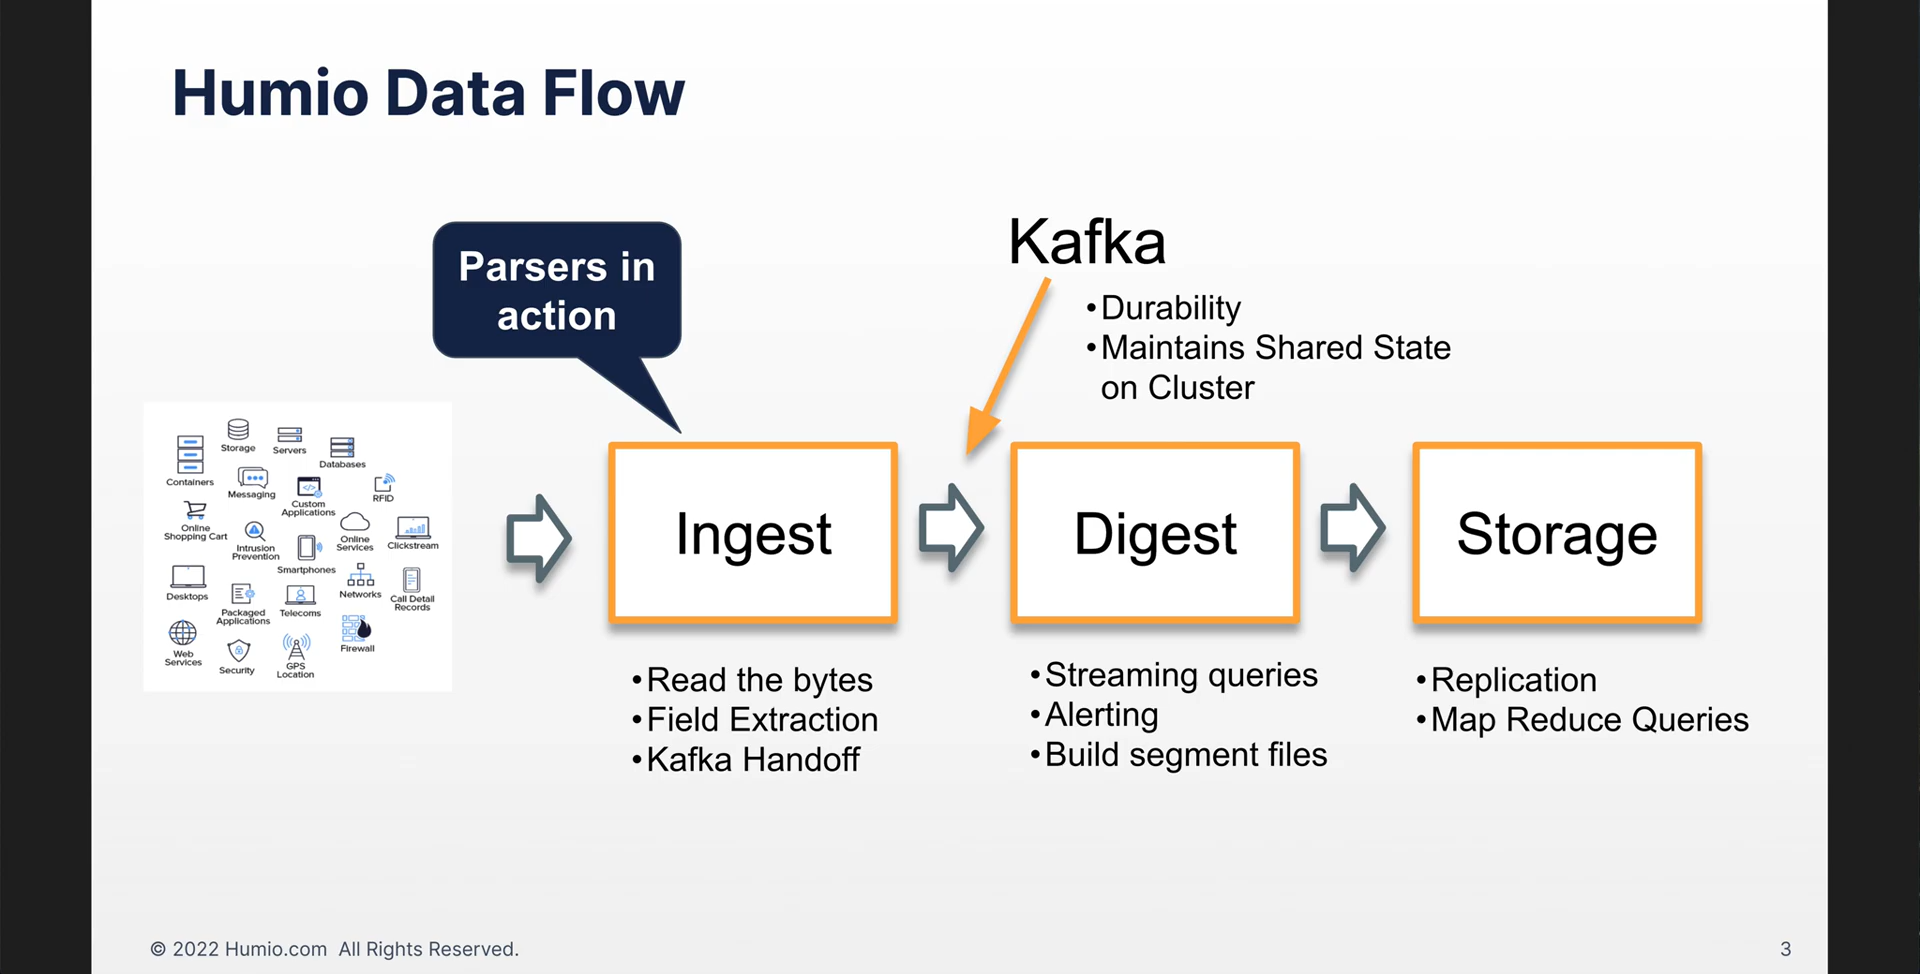 Humio Data Flow
Parsers in
action
Kafka
•Durability
•Maintains Shared State
on Cluster
Storage
Servers
Databases
Containers
Messaging
Custom
Applications
RFID
Online
Shopping Cart
Intrusion
Prevention
Online
Services
Clickstream
Smartphones
Desktops
Packaged
Applications
Telecoms
Networks
Call Detail
Records
Web
Services
Security
GPS
Location
Firewall
Ingest
Digest
Storage
•Read the bytes
•Field Extraction
•Kafka Handoff
•Streaming queries
•Alerting
•Build segment files
•Replication
•Map Reduce Queries
© 2022 Humio.com All Rights Reserved.
3